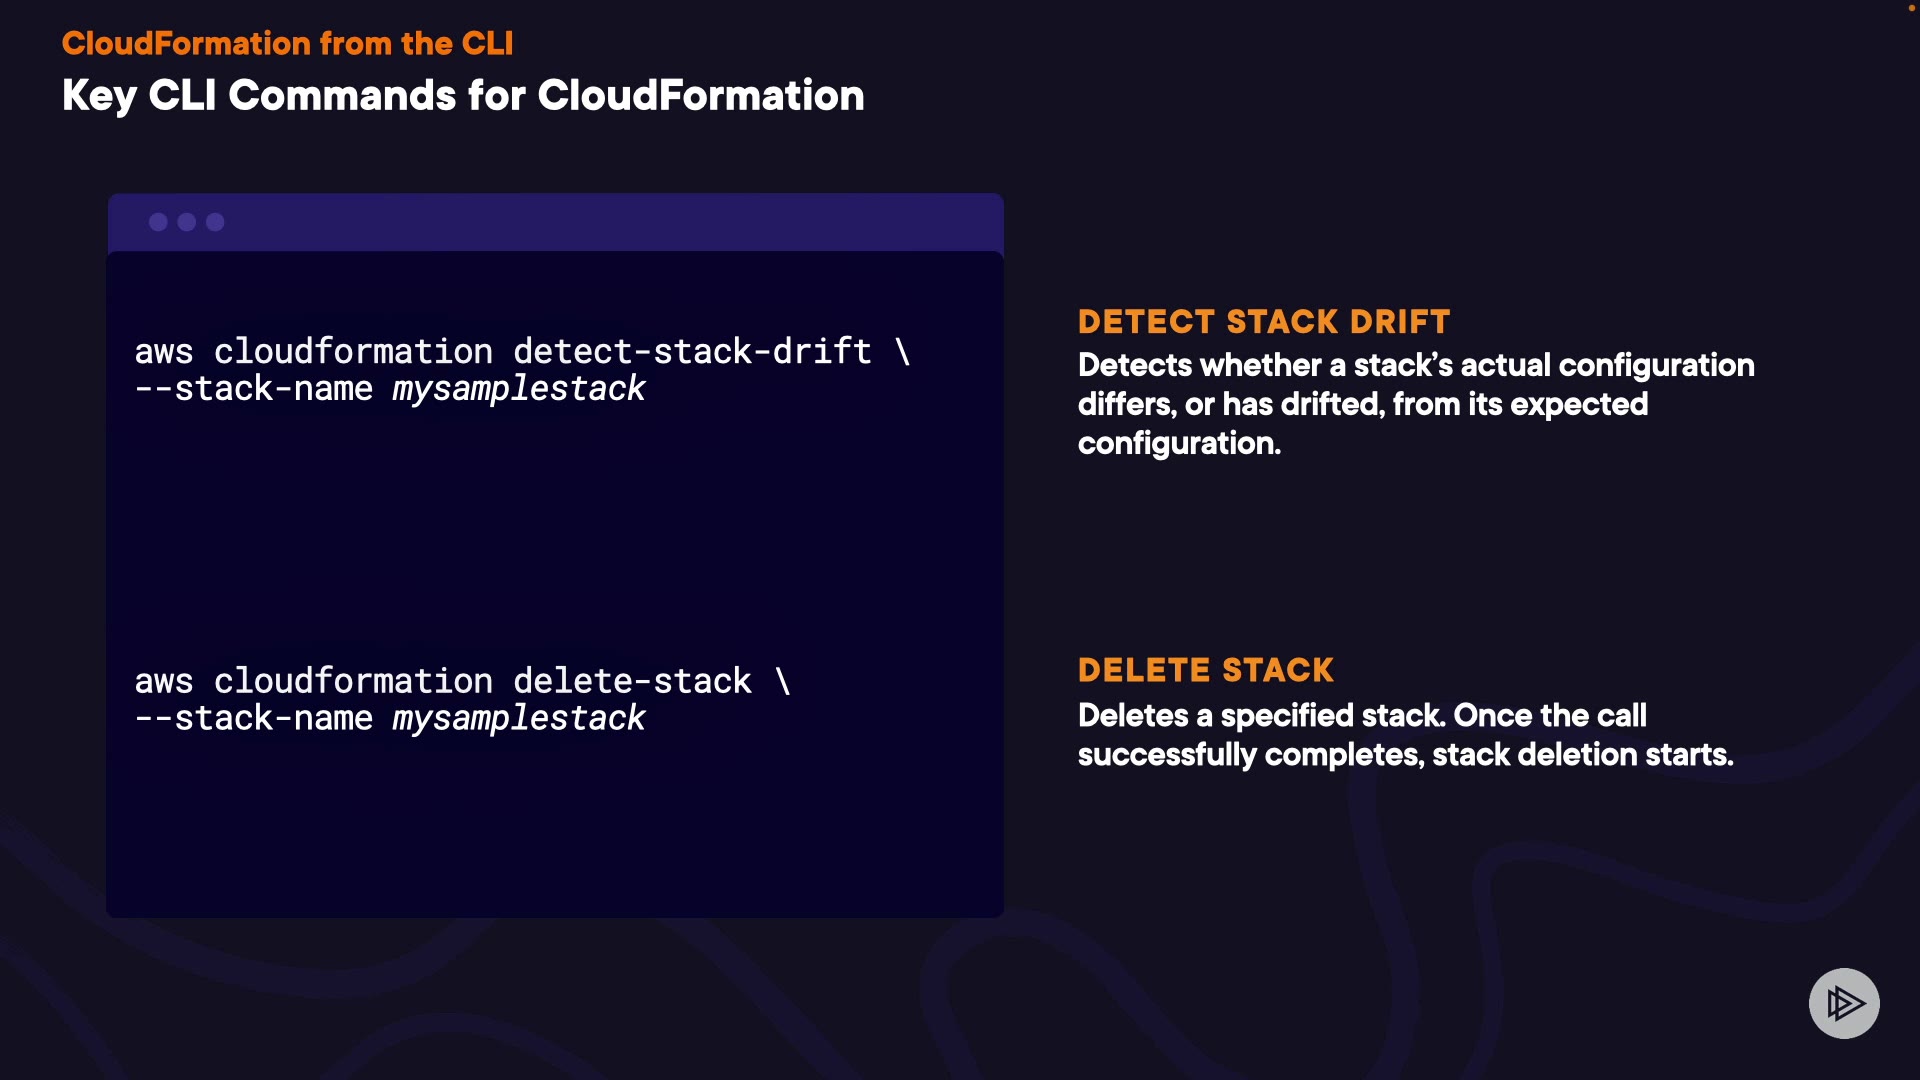 CloudFormation from the CLI
Key CLI Commands for CloudFormation
aws cloudformation detect-stack-drift \
--stack-name mysamplestack
DETECT STACK DRIFT
Detects whether a stack’s actual configuration
differs, or has drifted, from its expected
configuration.
aws cloudformation delete-stack \
--stack-name mysamplestack
DELETE STACK
Deletes a specified stack. Once the call
successfully completes, stack deletion starts.